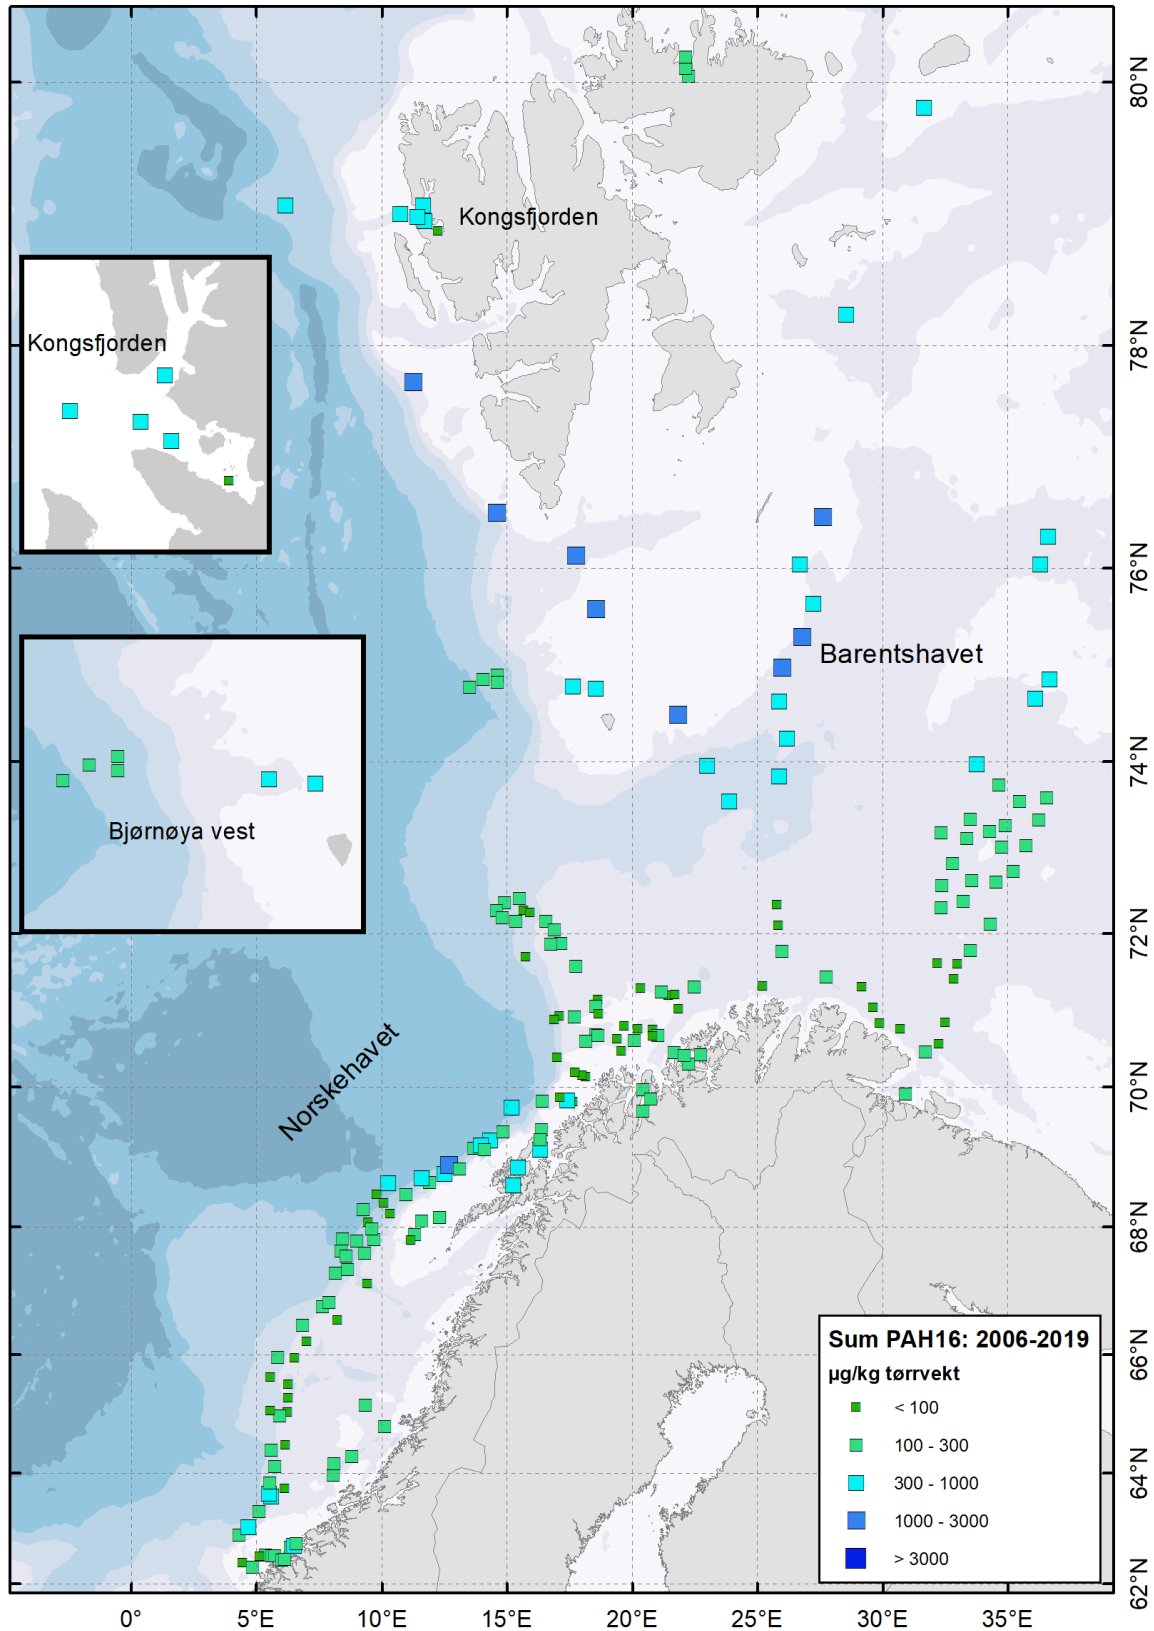 80°N
Kongsfjorden
Kongsfjorden
78°N
76°N
Barentshavet
74°N
Bjørnøya vest
72°N
Norskehavet
70°N
68°N
66°N
64°N
62°N
Sum PAH16: 2006-2019
µg/kg tørrvekt
< 100
100 - 300
300 - 1000
1000 - 3000
> 3000
0°
5°E
10°E
15°E
20°E
25°E
30°E
35°E